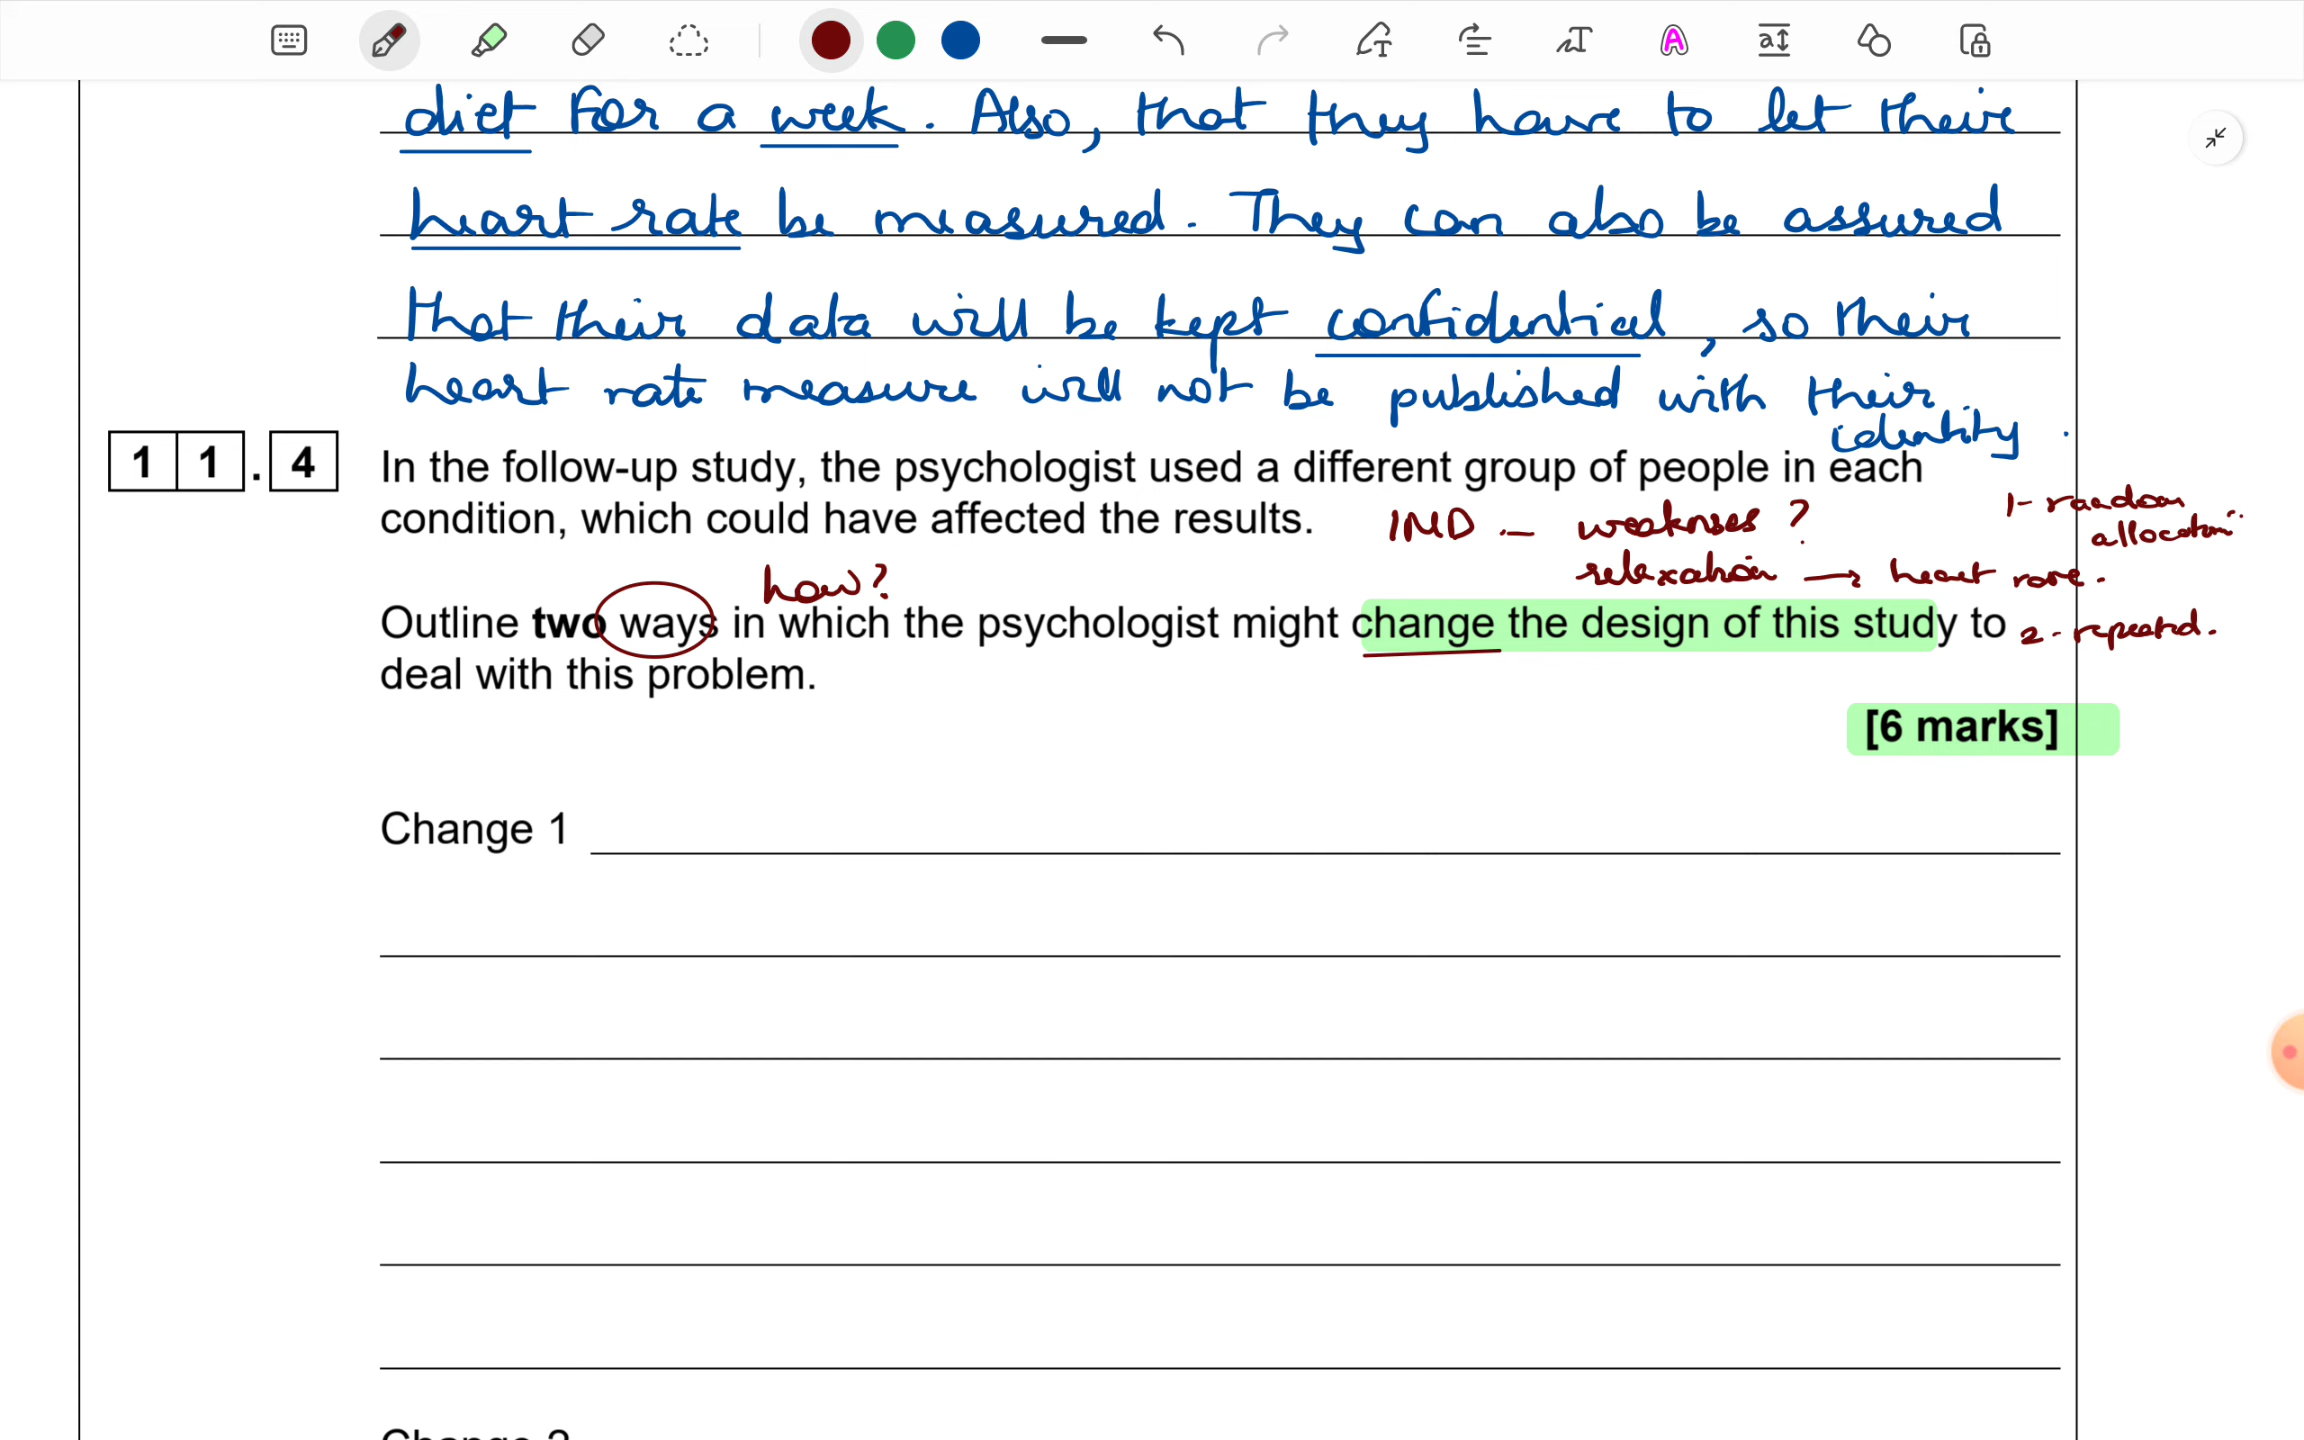 diet for a week. Also, that they have to let their
heart rate be measured. They can also be assured
that their data will be kept confidential, so their
heart rate measure will not be published with their
identity.
11.4 In the follow-up study, the psychologist used a different group of people in each
condition, which could have affected the results.
IND - weaknesses?
1- random
allocation
relaxation → heart rate.
how?
Outline two ways in which the psychologist might change the design of this study to
2- repeated.
deal with this problem.
[6 marks]
Change 1
Change 2